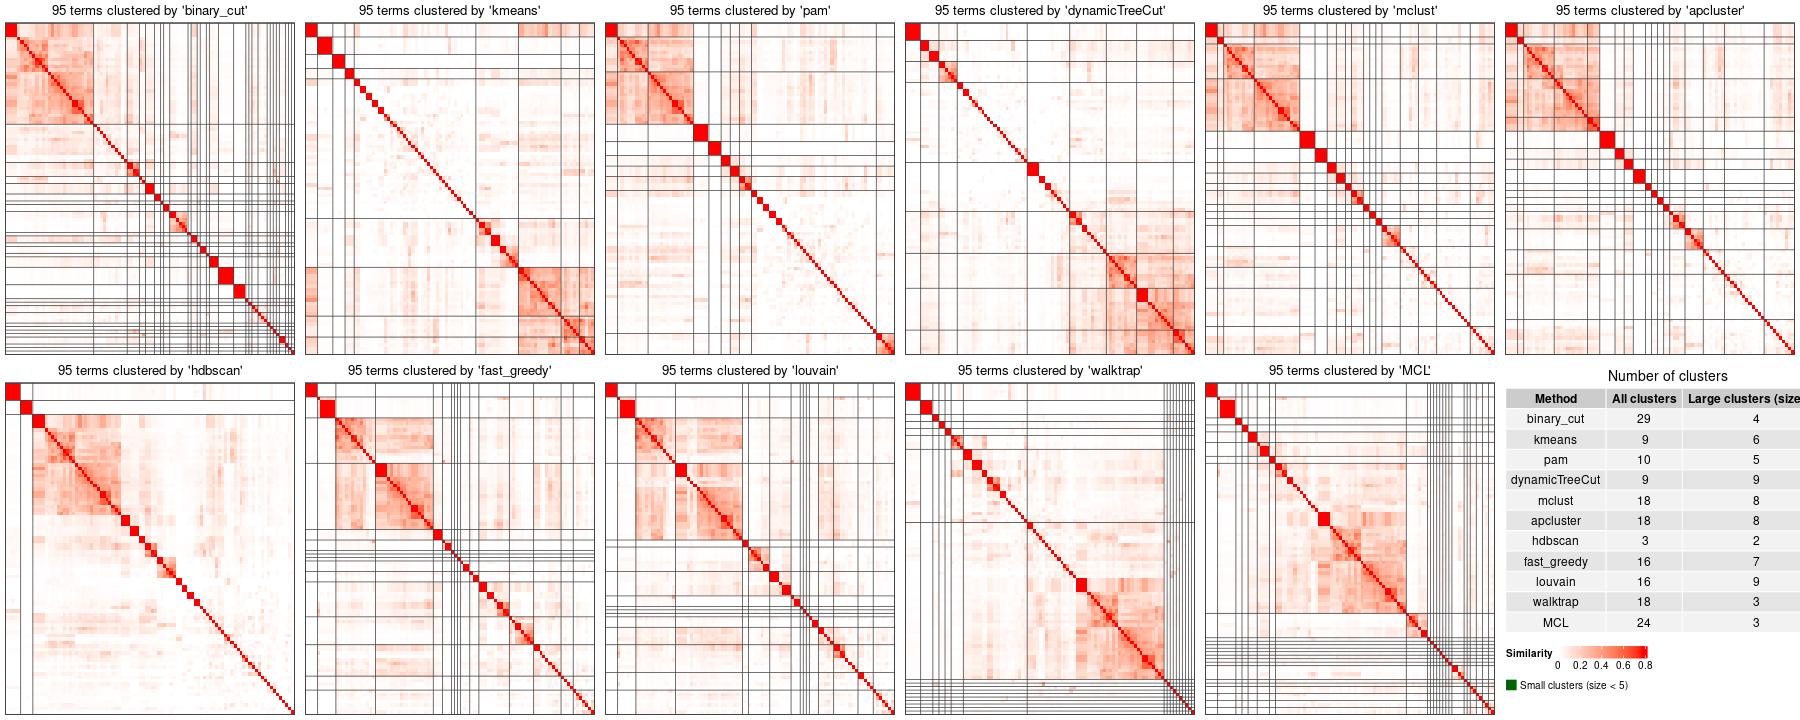 95 terms clustered by 'binary_cut'
95 terms clustered by 'kmeans'
95 terms clustered by 'pam'
95 terms clustered by 'dynamicTreeCut'
95 terms clustered by 'mclust'
95 terms clustered by 'apcluster'
95 terms clustered by 'hdbscan'
95 terms clustered by 'fast_greedy'
95 terms clustered by 'louvain'
95 terms clustered by 'walktrap'
95 terms clustered by 'MCL'
Number of clusters
Method All clusters Large clusters (size
binary_cut 29 4
kmeans 9 6
pam 10 5
dynamicTreeCut 9 9
mclust 18 8
apcluster 18 8
hdbscan 3 2
fast_greedy 16 7
louvain 16 9
walktrap 18 3
MCL 24 3
Similarity
0 0.2 0.4 0.6 0.8
Small clusters (size < 5)